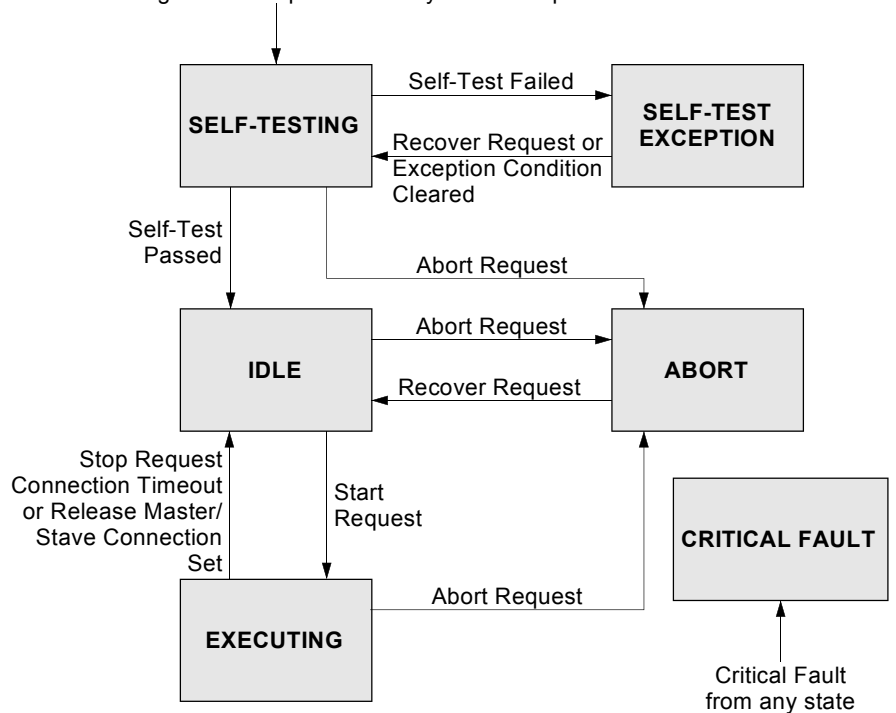 SELF-TESTING
Self-Test Failed
SELF-TEST
EXCEPTION
Recover Request or
Exception Condition
Cleared
Self-Test
Passed
Abort Request
IDLE
Abort Request
Recover Request
ABORT
Stop Request
Connection Timeout
or Release Master/
Stave Connection
Set
Start
Request
CRITICAL FAULT
Abort Request
EXECUTING
Critical Fault
from any state